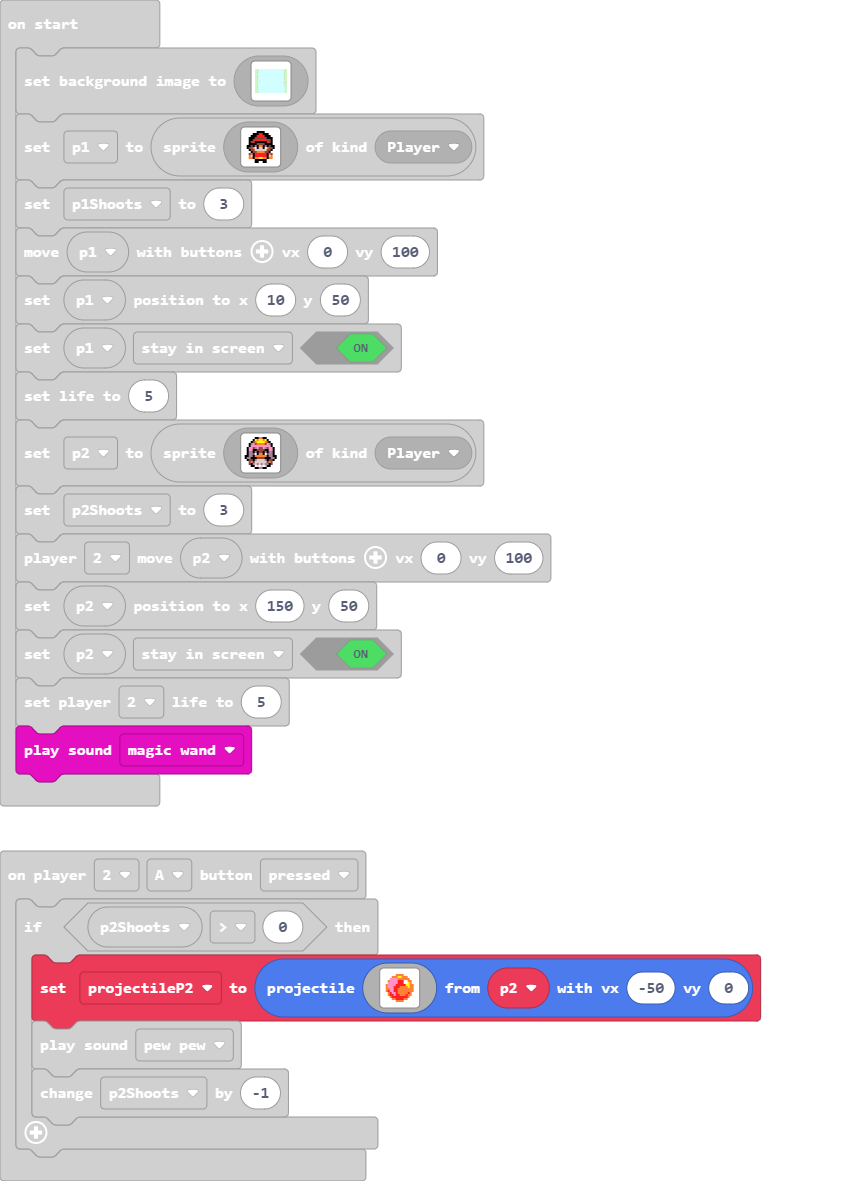 on start
set background image to
set p1 to sprite of kind Player
set p1Shoots to 3
move p1 with buttons vx 0 vy 100
set p1 position to x 10 y 50
set p1 stay in screen ON
set life to 5
set p2 to sprite of kind Player
set p2Shoots to 3
player 2 move p2 with buttons vx 0 vy 100
set p2 position to x 150 y 50
set p2 stay in screen ON
set player 2 life to 5
play sound magic wand
on player 2 A button pressed
if p2Shoots > 0 then
set projectileP2 to projectile from p2 with vx -50 vy 0
play sound pew pew
change p2Shoots by -1